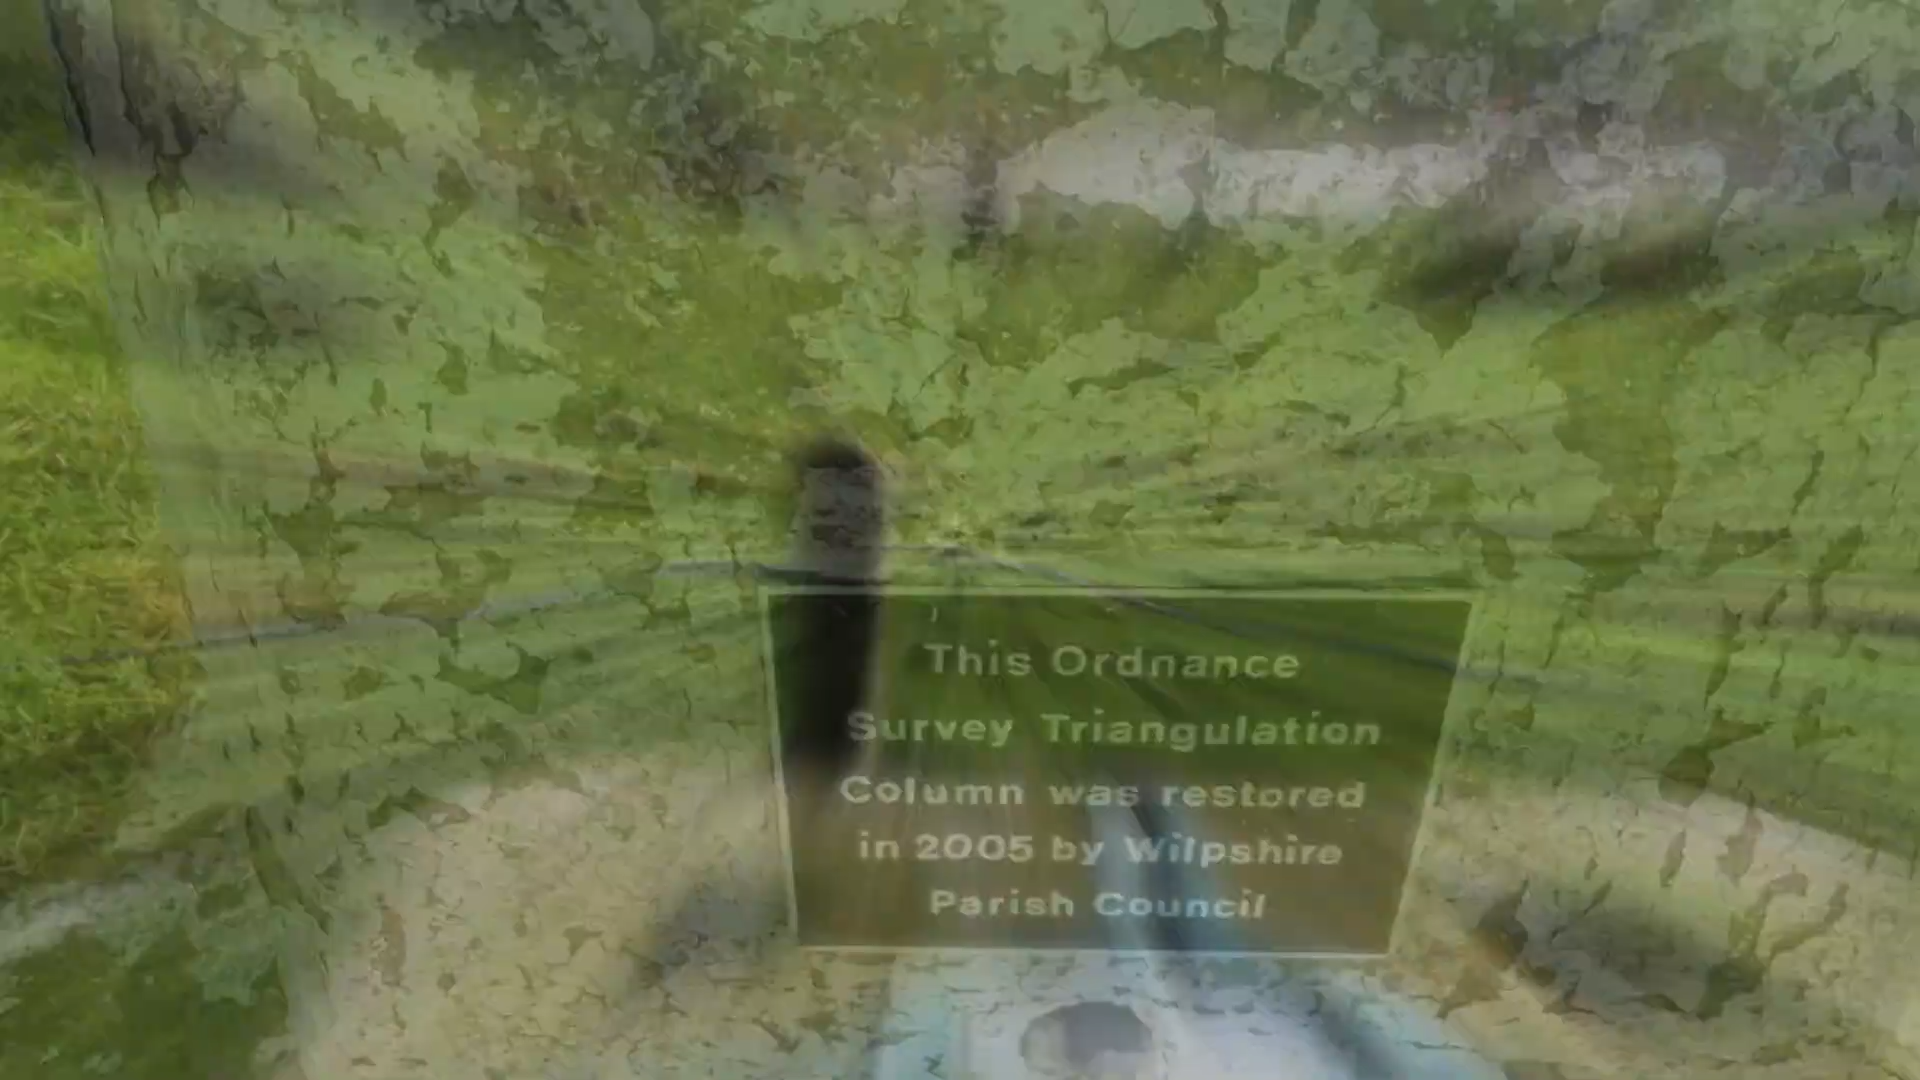 This Ordnance
Survey Triangulation
Column was restored
in 2005 by Wilpshire
Parish Council